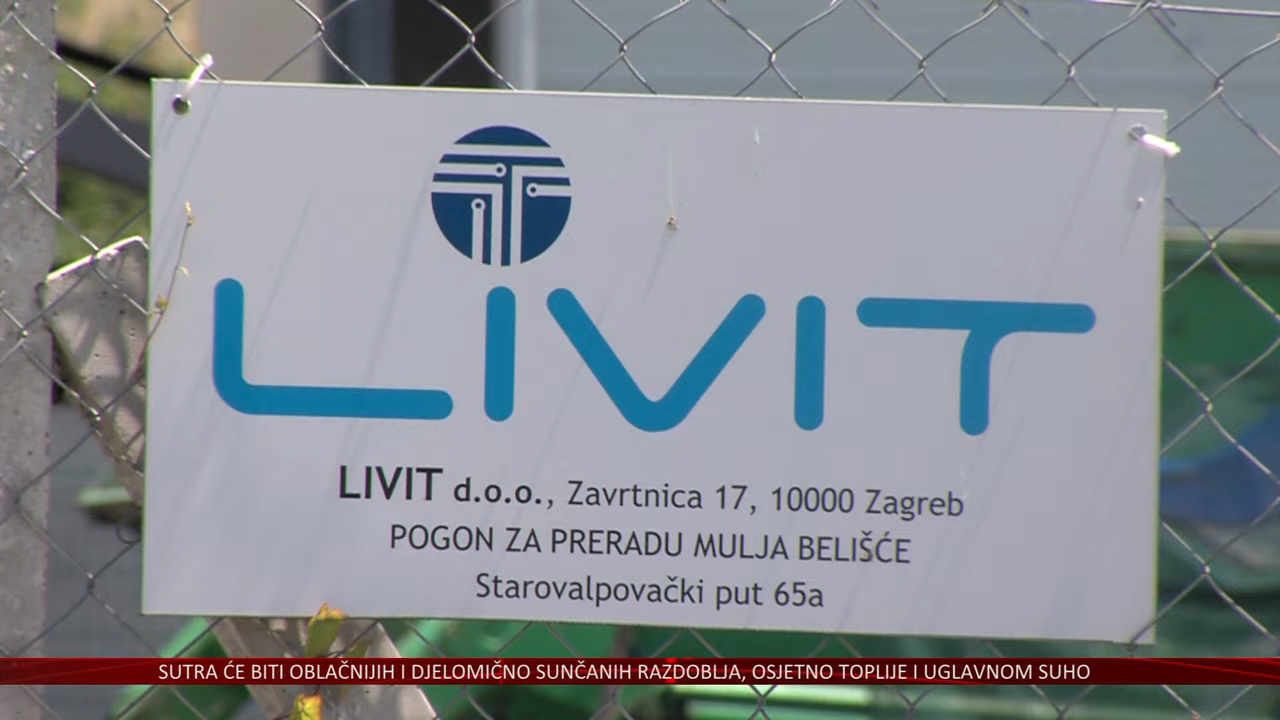 LIVIT
LIVIT d.o.o., Zavrtnica 17, 10000 Zagreb
POGON ZA PRERADU MULJA BELIŠĆE
Starovalpovački put 65a
SUTRA ĆE BITI OBLAČNIJIH I DJELOMIČNO SUNČANIH RAZDOBLJA, OSJETNO TOPLIJE I UGLAVNOM SUHO